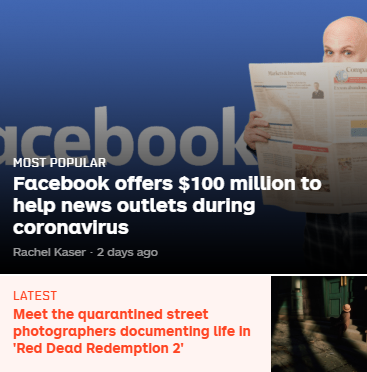 acebook
MOST POPULAR
Facebook offers $100 million to
help news outlets during
coronavirus
Rachel Kaser · 2 days ago
LATEST
Meet the quarantined street
photographers documenting life in
'Red Dead Redemption 2'